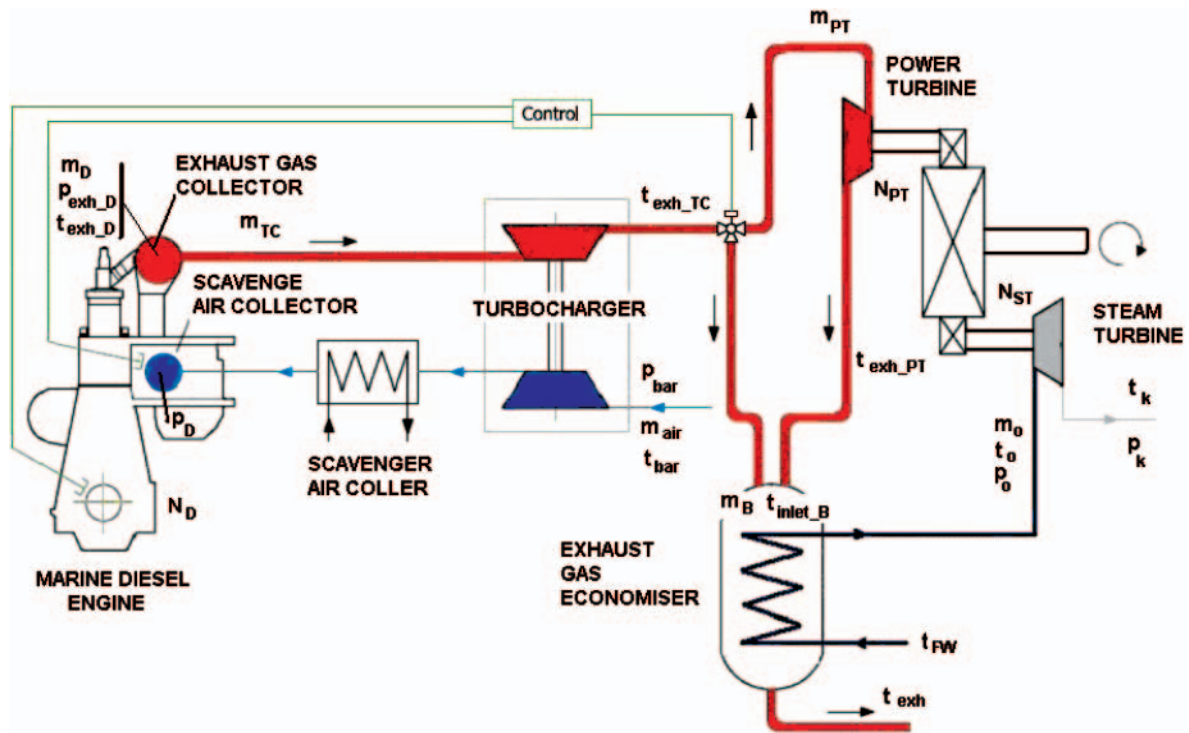 m_PT
POWER
TURBINE
Control
m_D
p_exh_D
t_exh_D
EXHAUST GAS
COLLECTOR
m_TC
t_exh_TC
N_PT
SCAVENGE
AIR COLLECTOR
TURBOCHARGER
N_ST
STEAM
TURBINE
p_bar
t_exh_PT
t_k
p_D
m_air
t_bar
m_o
t_o
p_o
p_k
SCAVENGER
AIR COLLER
N_D
m_B
t_inlet_B
EXHAUST
GAS
ECONOMISER
MARINE DIESEL
ENGINE
t_FW
t_exh